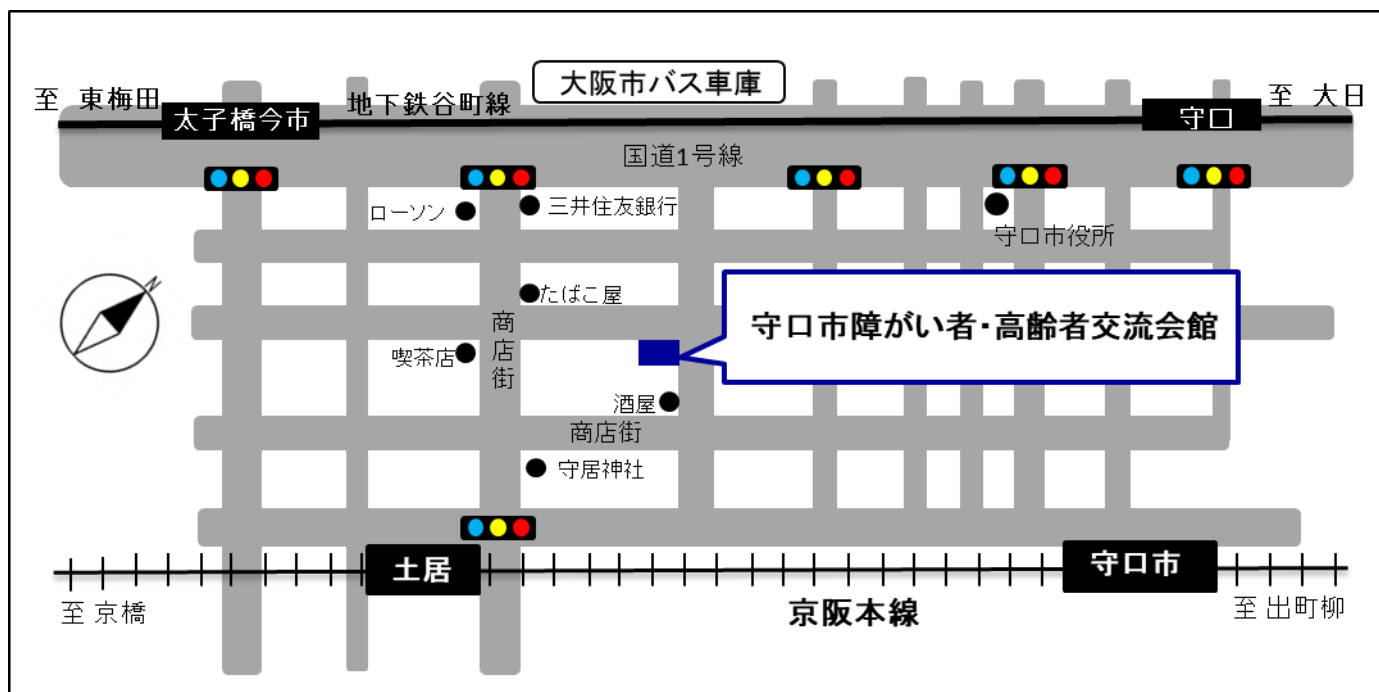 大阪市バス車庫
至 東梅田
地下鉄谷町線
至 大日
太子橋今市
守口
国道1号線
ローソン
三井住友銀行
守口市役所
N
たばこ屋
商店街
守口市障がい者・高齢者交流会館
喫茶店
酒屋
商店街
守居神社
土居
守口市
至 京橋
京阪本線
至 出町柳